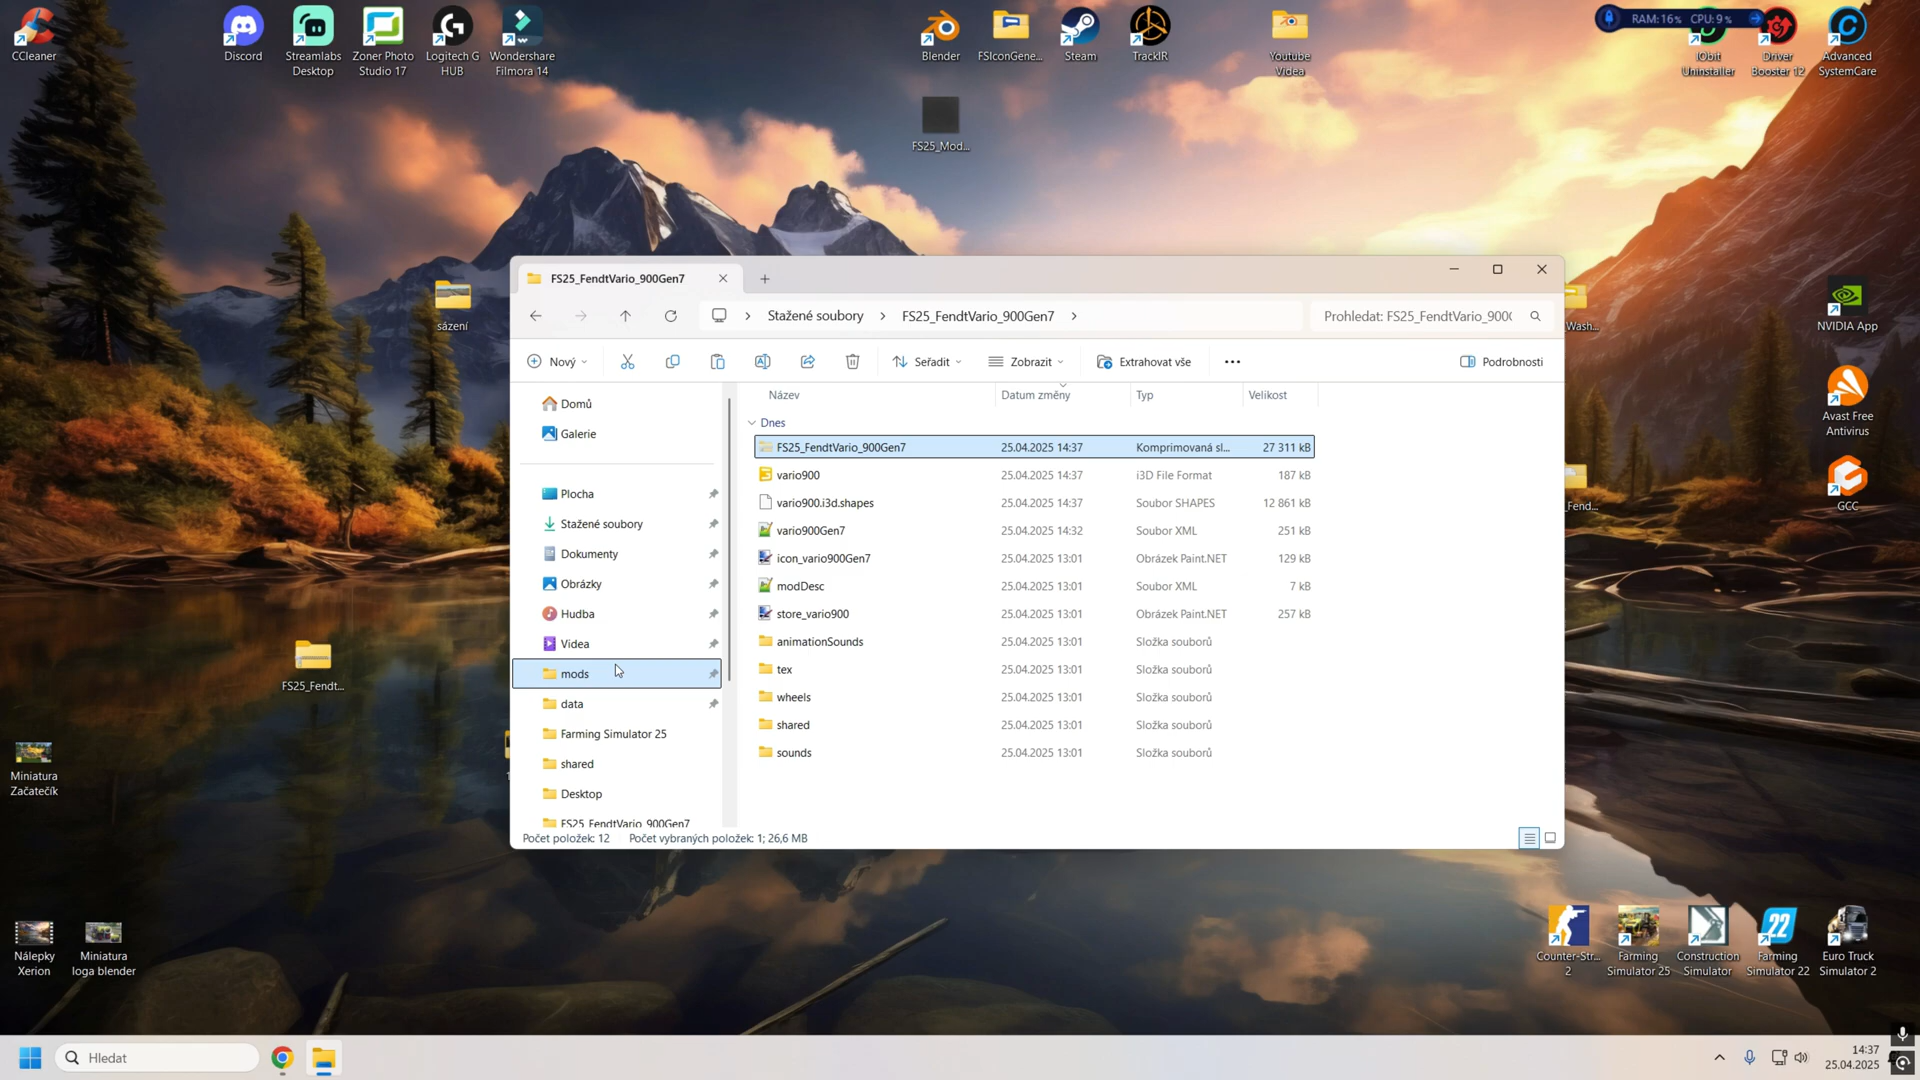 CCleaner
Discord
Streamlabs
Desktop
Zoner Photo
Studio 17
Logitech G
HUB
Wondershare
Filmora 14
Blender
FSIconGene...
Steam
TrackIR
Youtube
Videa
RAM:16% CPU:9%
IObit
Uninstaller
Driver
Booster 12
Advanced
SystemCare
FS25_Mod...
sázení
FS25_FendtVario_900Gen7
Stažené soubory
FS25_FendtVario_900Gen7
Prohledat: FS25_FendtVario_900(
Nový
Seřadit
Zobrazit
Extrahovat vše
Podrobnosti
Domů
Galerie
Plocha
Stažené soubory
Dokumenty
Obrázky
Hudba
Videa
mods
data
Farming Simulator 25
shared
Desktop
FS25_FendtVario_900Gen7
Název Datum změny Typ Velikost
Dnes
FS25_FendtVario_900Gen7 25.04.2025 14:37 Komprimovaná sl... 27 311 kB
vario900 25.04.2025 14:37 i3D File Format 187 kB
vario900.i3d.shapes 25.04.2025 14:37 Soubor SHAPES 12 861 kB
vario900Gen7 25.04.2025 14:32 Soubor XML 251 kB
icon_vario900Gen7 25.04.2025 13:01 Obrázek Paint.NET 129 kB
modDesc 25.04.2025 13:01 Soubor XML 7 kB
store_vario900 25.04.2025 13:01 Obrázek Paint.NET 257 kB
animationSounds 25.04.2025 13:01 Složka souborů
tex 25.04.2025 13:01 Složka souborů
wheels 25.04.2025 13:01 Složka souborů
shared 25.04.2025 13:01 Složka souborů
sounds 25.04.2025 13:01 Složka souborů
Počet položek: 12 Počet vybraných položek: 1; 26,6 MB
Wash...
_Fend...
NVIDIA App
Avast Free
Antivirus
GCC
FS25_Fendt...
Miniatura
Začatečík
Nálepky
Xerion
Miniatura
loga blender
Counter-Str...
2
Farming
Simulator 25
Construction
Simulator
22
Farming
Simulator 22
Euro Truck
Simulator 2
Hledat
14:37
25.04.2025